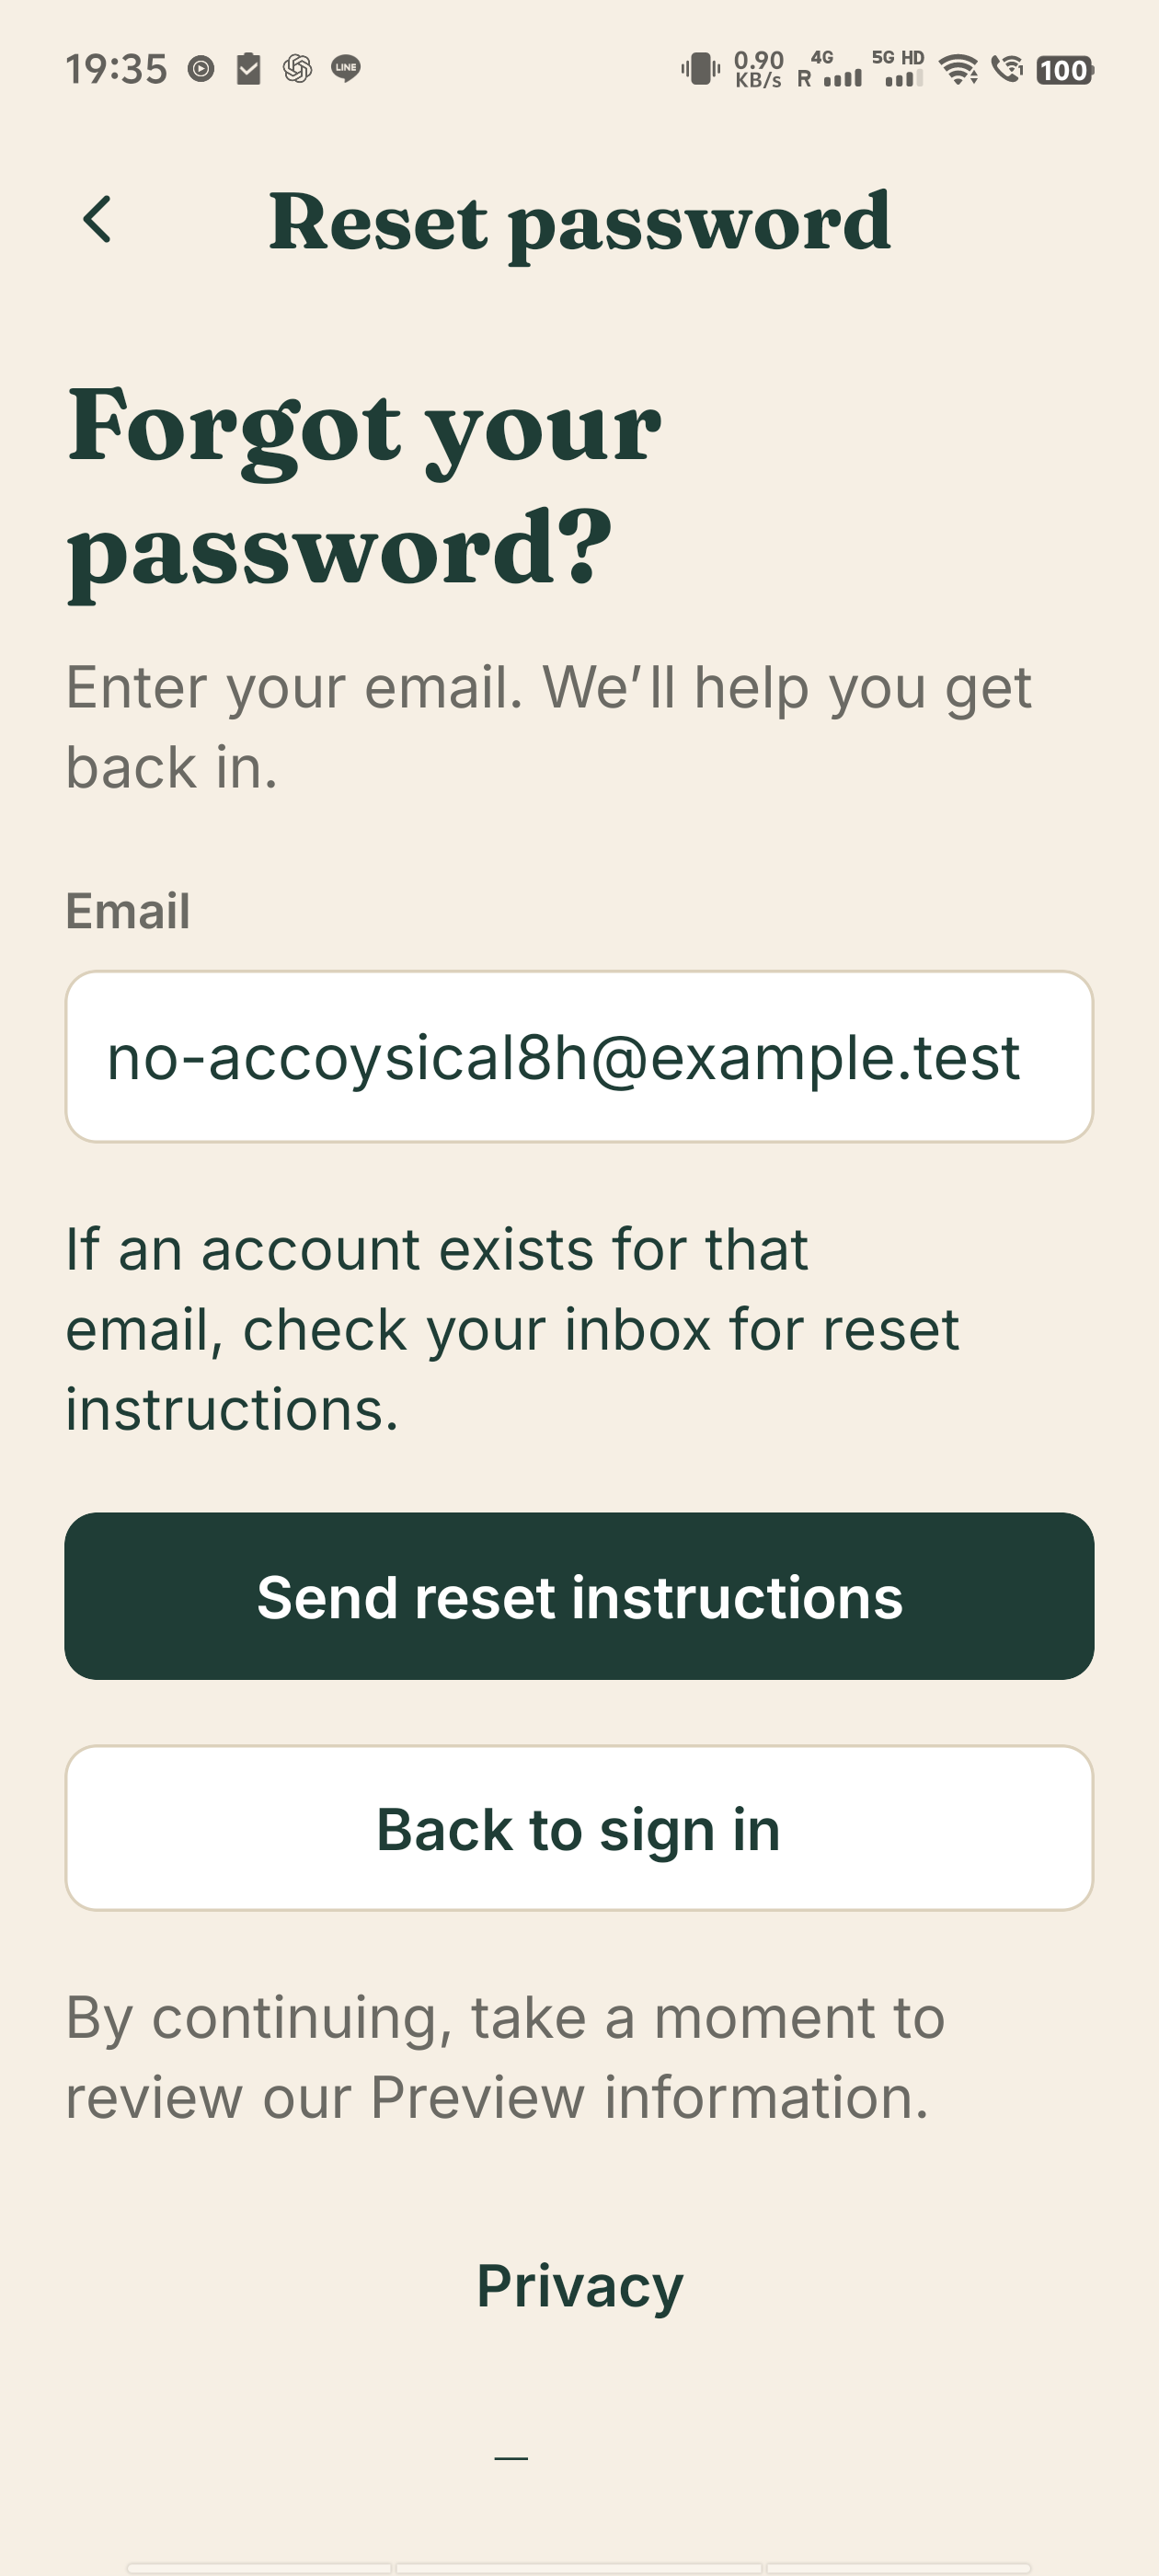 19:35
LINE
0.90 KB/s
R 4G 5G HD
100
Reset password
Forgot your
password?
Enter your email. We’ll help you get
back in.
Email
no-accoysical8h@example.test
If an account exists for that
email, check your inbox for reset
instructions.
Send reset instructions
Back to sign in
By continuing, take a moment to
review our Preview information.
Privacy